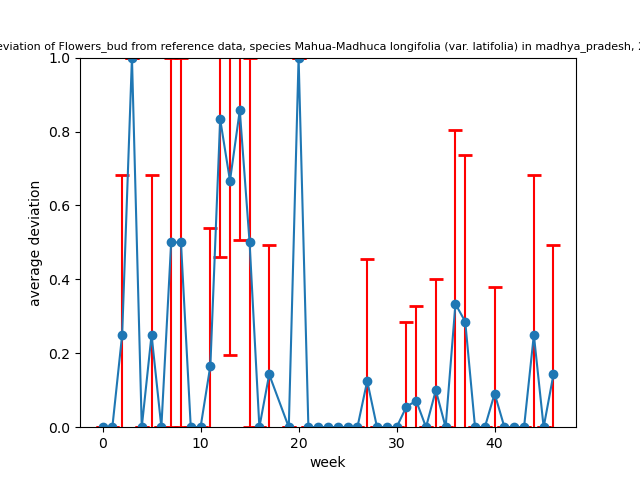 eviation of Flowers_bud from reference data, species Mahua-Madhuca longifolia (var. latifolia) in madhya_pradesh,
1.0
0.8
0.6
0.4
0.2
0.0
average deviation
0 10 20 30 40
week